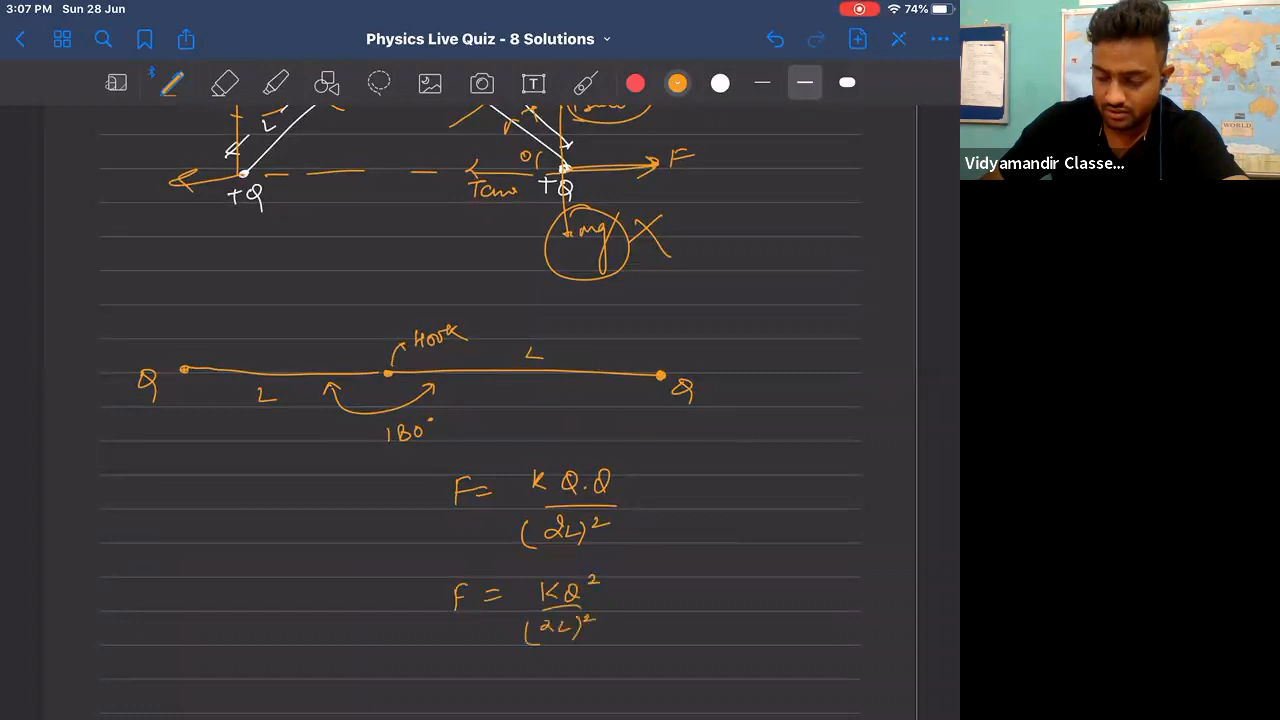 3:07 PM Sun 28 Jun
74%
Physics Live Quiz - 8 Solutions
T
WORLD
Vidyamandir Classe...
L
F
+Q
+Q
mg X
Hook
L
Q
L
Q
180°
F = K Q.Q
(2L)²
F = KQ²
(2L)²